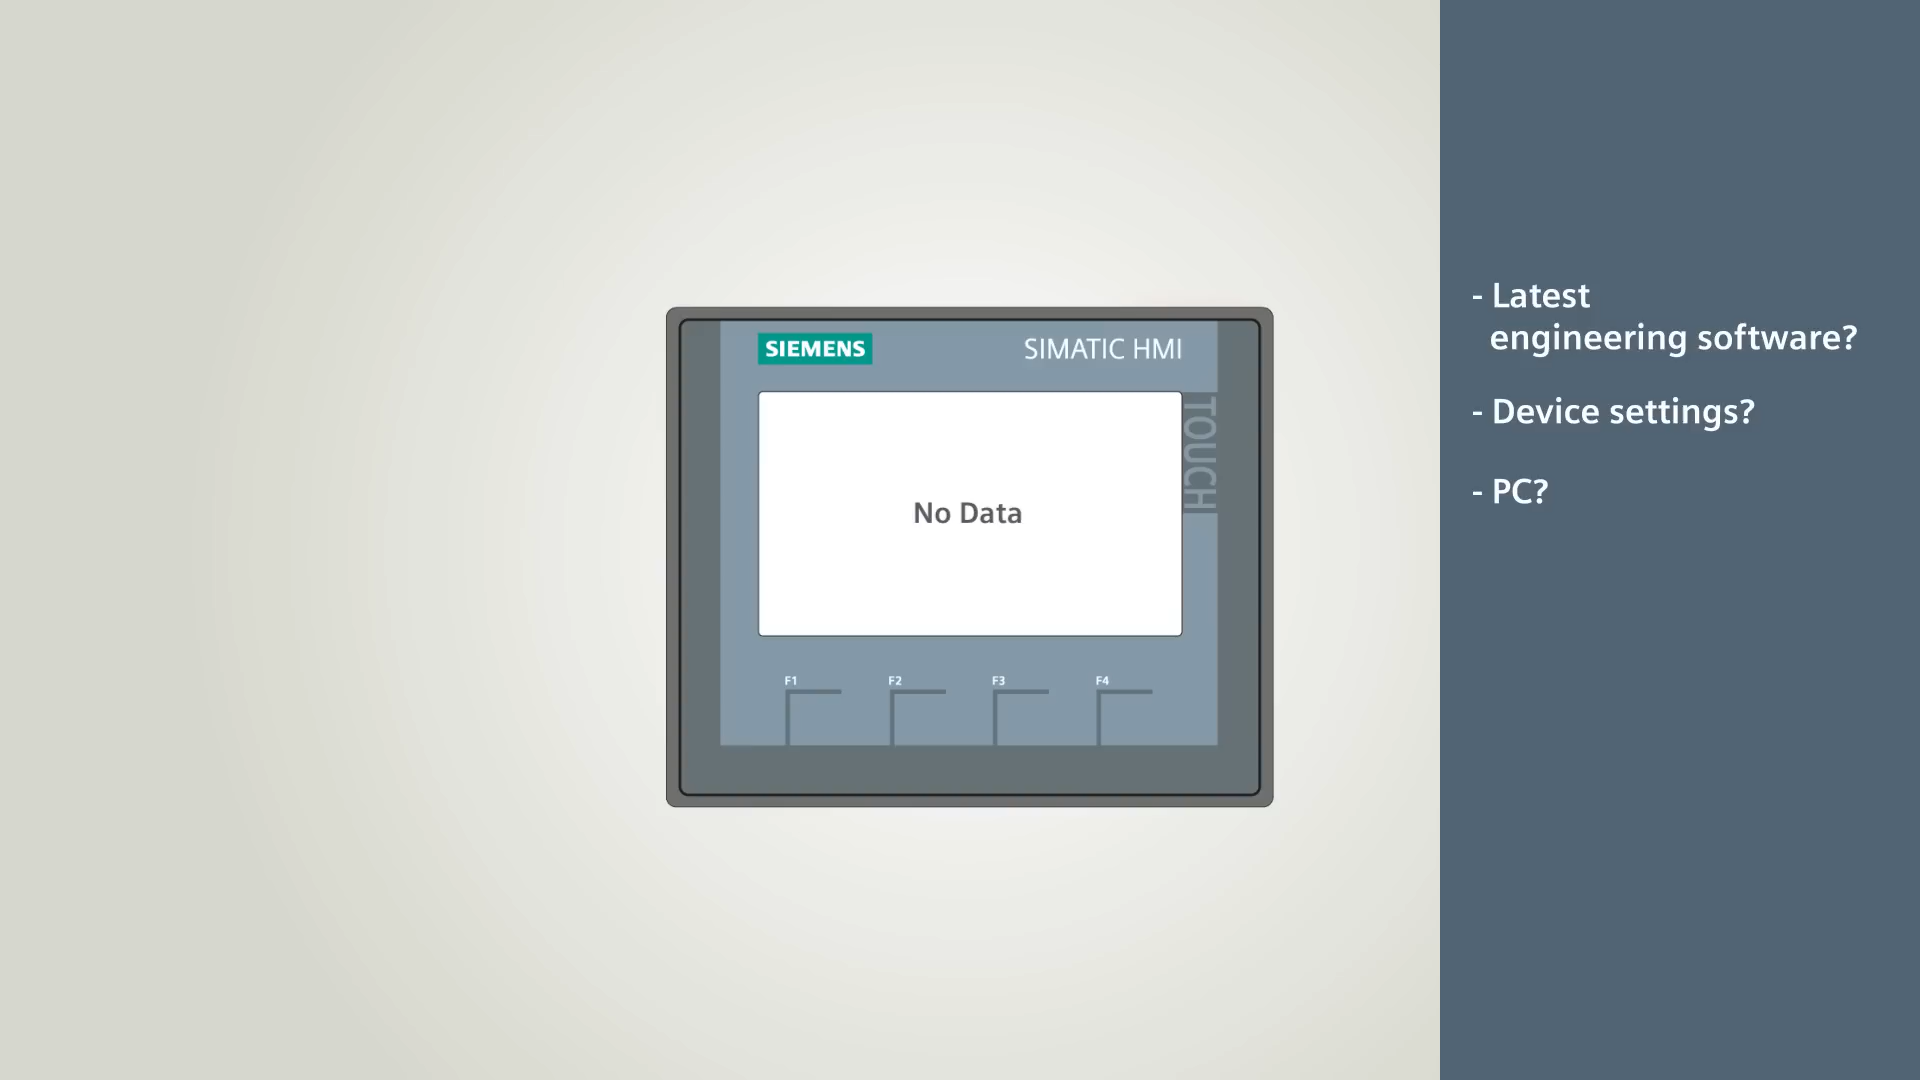 SIEMENS
SIMATIC HMI
TOUCH
No Data
F1
F2
F3
F4
- Latest
engineering software?
- Device settings?
- PC?